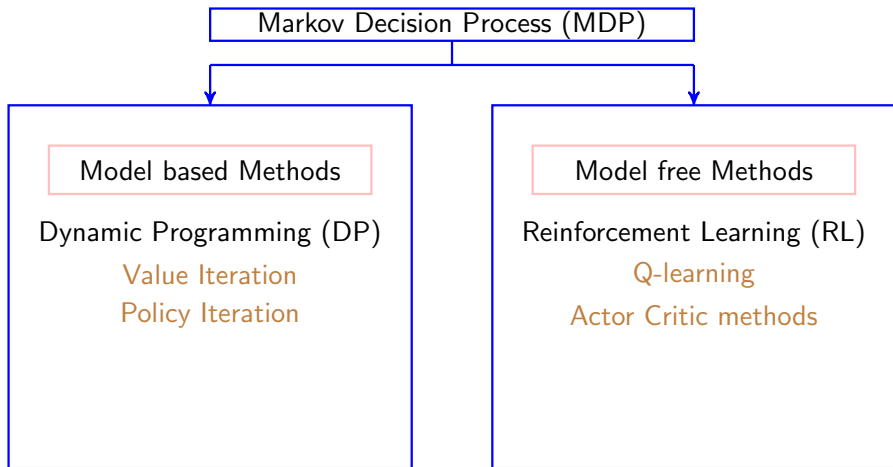 Markov Decision Process (MDP)
Model based Methods
Dynamic Programming (DP)
Value Iteration
Policy Iteration
Model free Methods
Reinforcement Learning (RL)
Q-learning
Actor Critic methods